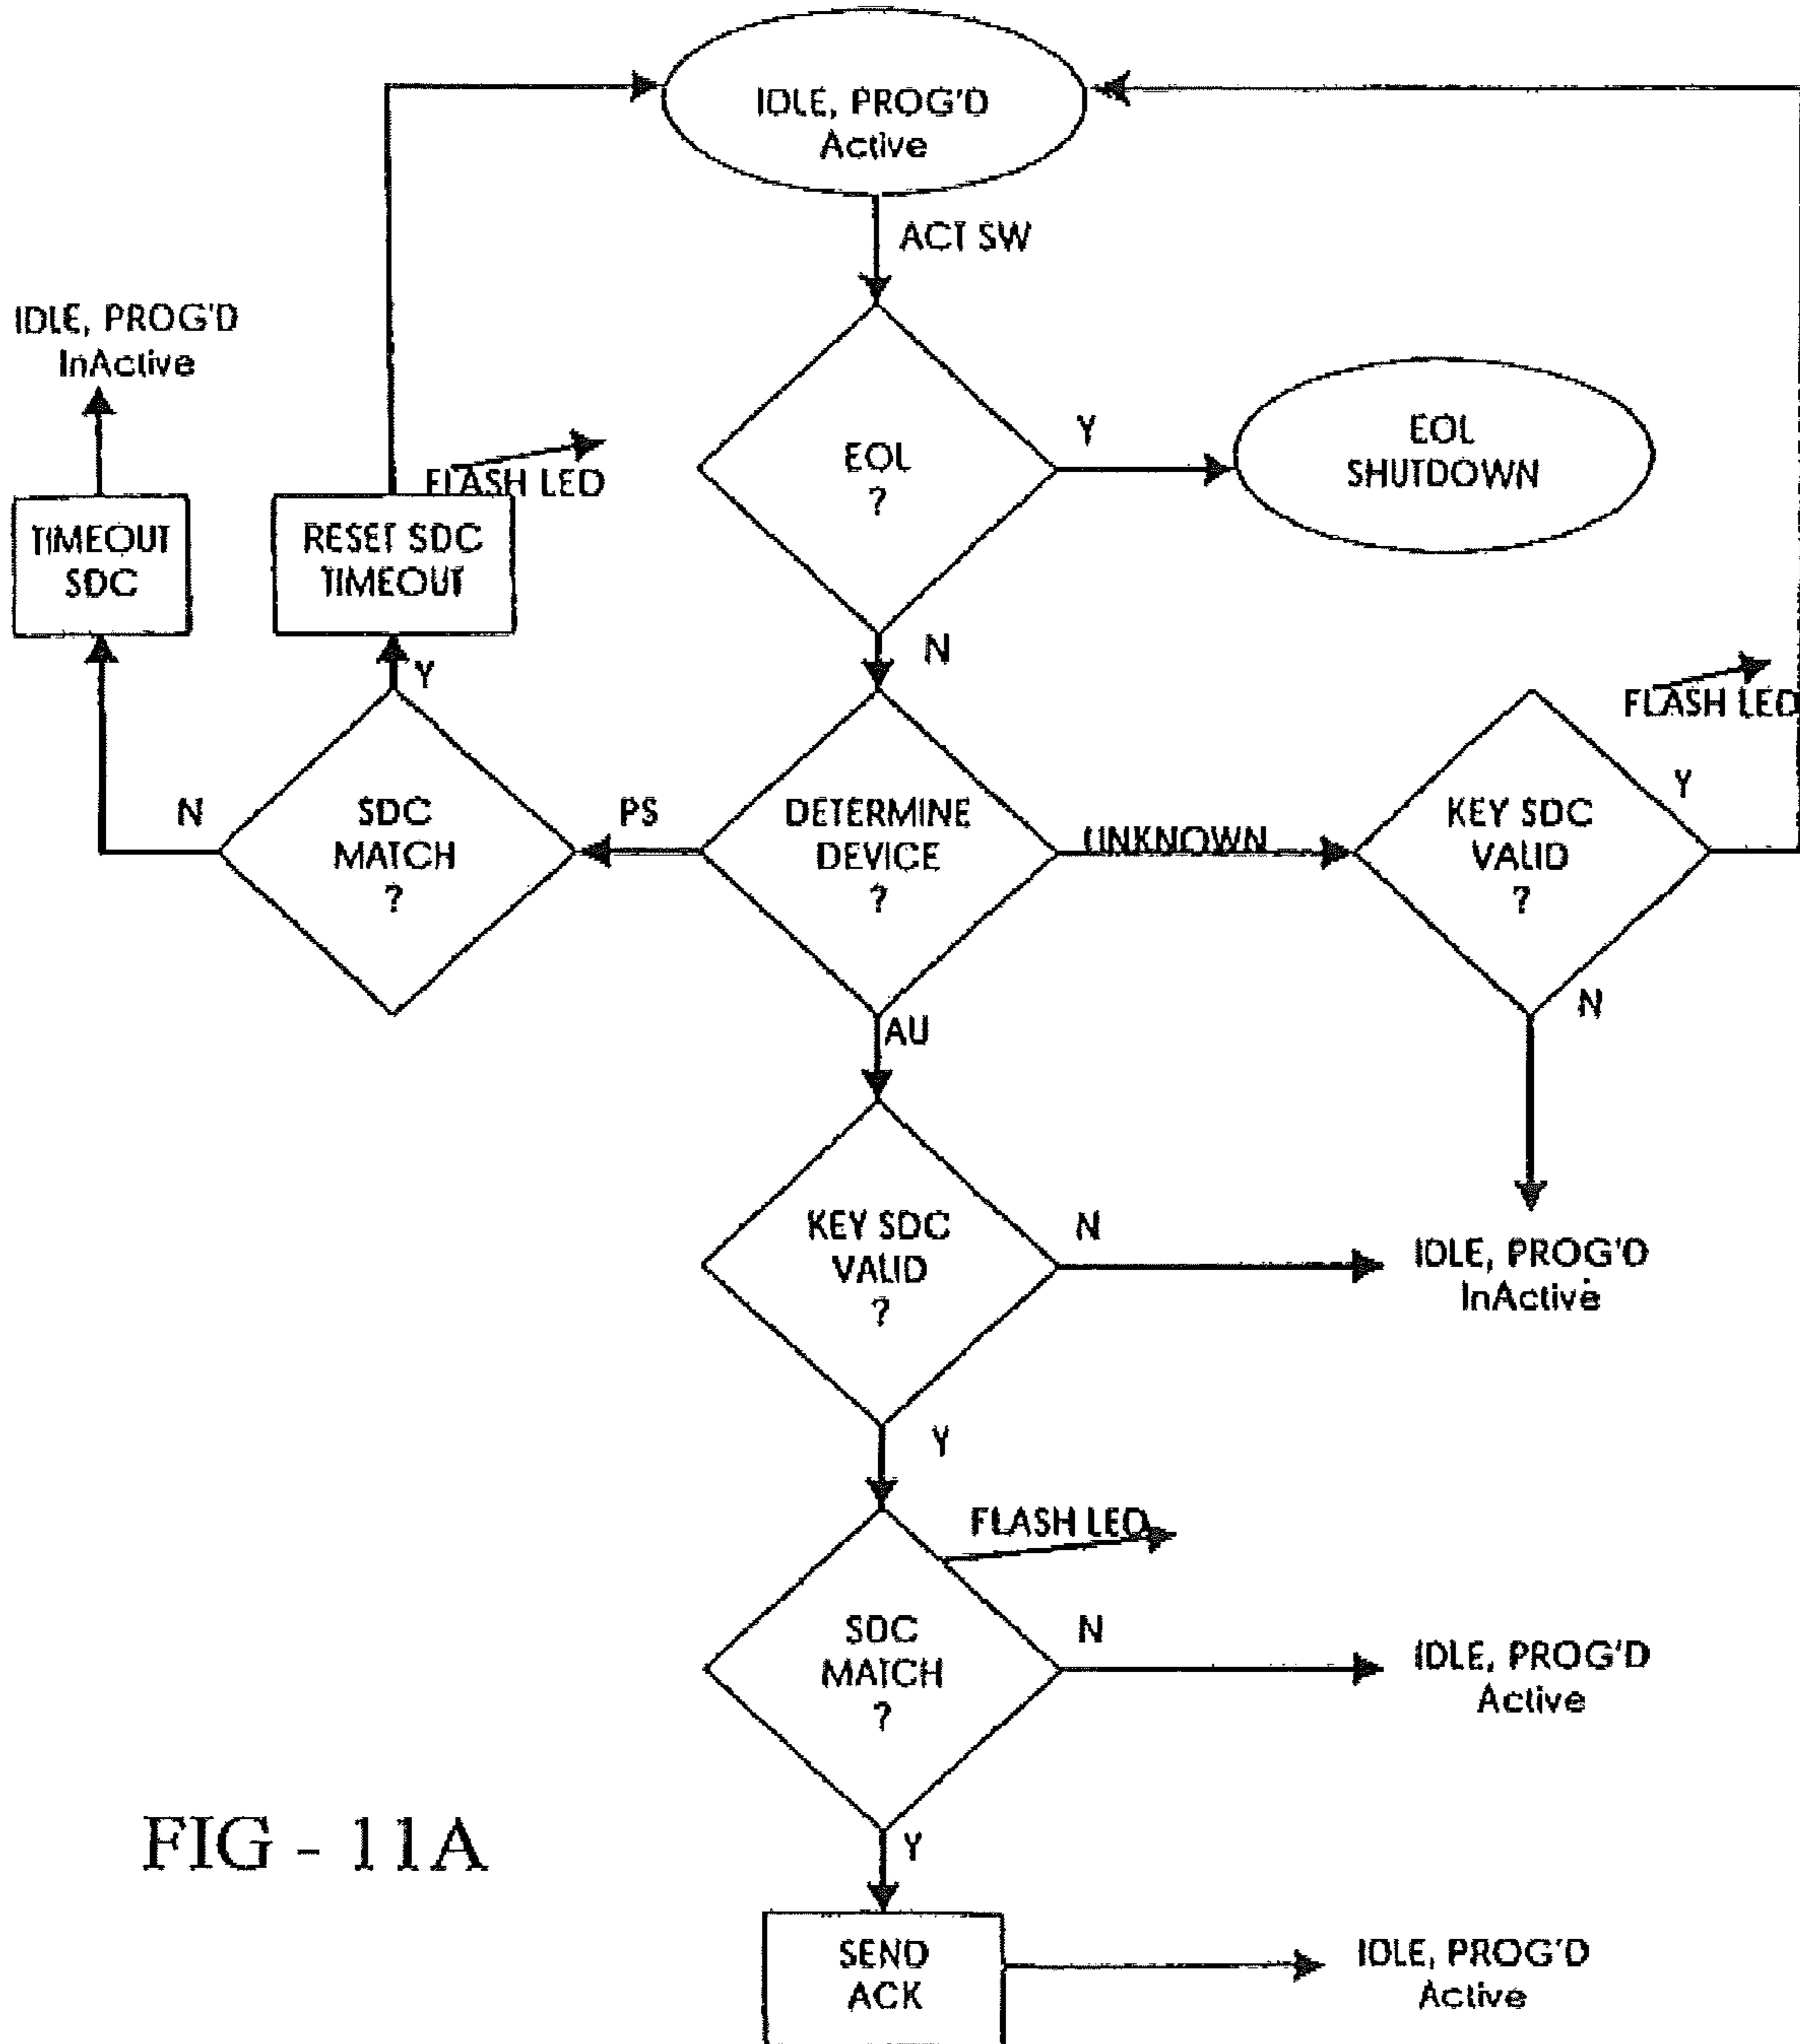 IDLE, PROG'D
Active
ACT SW
IDLE, PROG'D
InActive
EOL
?
Y
EOL
SHUTDOWN
FLASH LED
TIMEOUT
SDC
RESET SDC
TIMEOUT
N
Y
FLASH LED
N
SDC
MATCH
?
PS
DETERMINE
DEVICE
?
UNKNOWN
KEY SDC
VALID
?
Y
N
AU
KEY SDC
VALID
?
N
IDLE, PROG'D
InActive
Y
FLASH LED
SDC
MATCH
?
N
IDLE, PROG'D
Active
Y
FIG - 11A
SEND
ACK
IDLE, PROG'D
Active